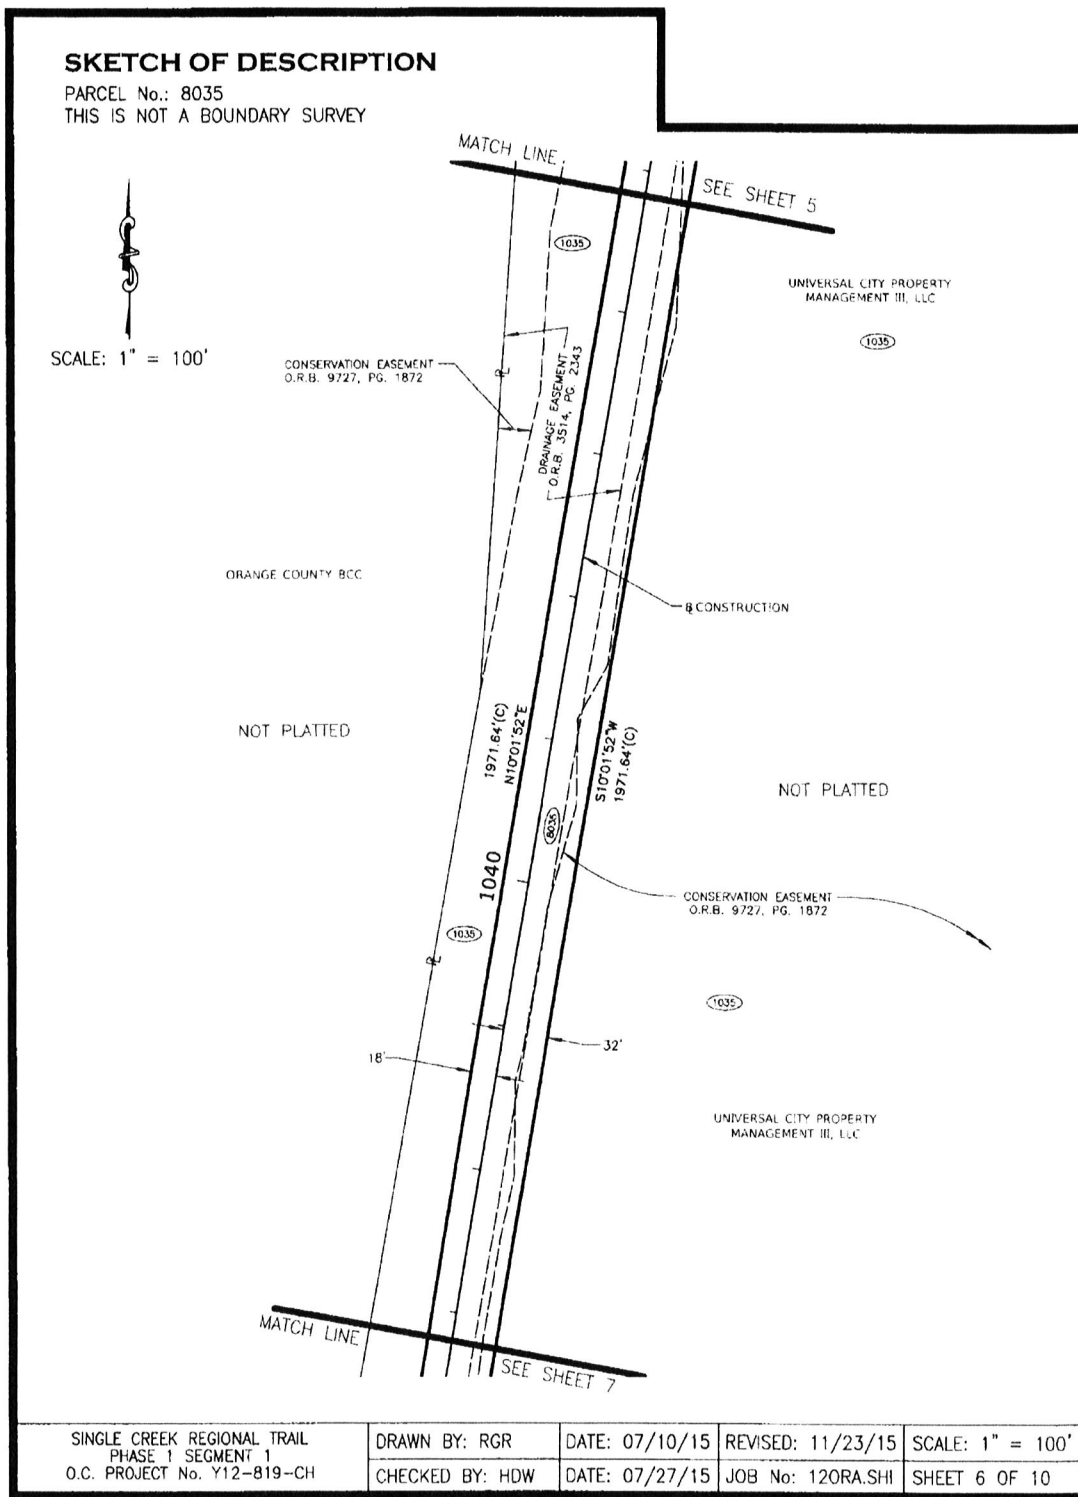 SKETCH OF DESCRIPTION
PARCEL No.: 8035
THIS IS NOT A BOUNDARY SURVEY
MATCH LINE
SEE SHEET 5
1035
UNIVERSAL CITY PROPERTY
MANAGEMENT III, LLC
1035
SCALE: 1" = 100'
CONSERVATION EASEMENT
O.R.B. 9727, PG. 1872
DRAINAGE EASEMENT
O.R.B. 3514, PG. 2343
PL
ORANGE COUNTY BCC
BL CONSTRUCTION
NOT PLATTED
1971.64'(C)
N10°01'52"E
S10°01'52"W
1971.64'(C)
NOT PLATTED
8035
1040
CONSERVATION EASEMENT
O.R.B. 9727, PG. 1872
1035
PL
1035
18'
32'
UNIVERSAL CITY PROPERTY
MANAGEMENT III, LLC
MATCH LINE
SEE SHEET 7
SINGLE CREEK REGIONAL TRAIL
PHASE 1 SEGMENT 1
O.C. PROJECT No. Y12-819-CH
DRAWN BY: RGR
DATE: 07/10/15
REVISED: 11/23/15
SCALE: 1" = 100'
CHECKED BY: HDW
DATE: 07/27/15
JOB No: 120RA.SHI
SHEET 6 OF 10